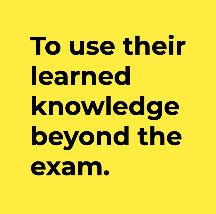 To use their
learned
knowledge
beyond the
exam.